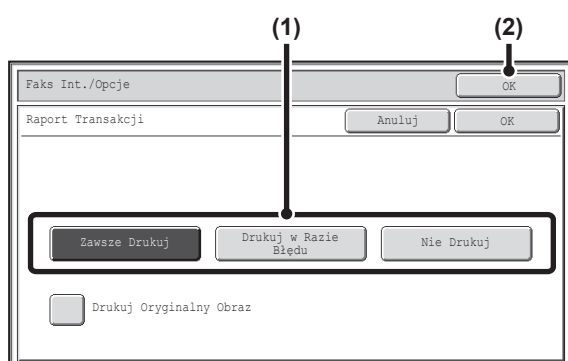 (1) (2)
Faks Int./Opcje OK
Raport Transakcji Anuluj OK
Zawsze Drukuj Drukuj w Razie Nie Drukuj
Błędu
Drukuj Oryginalny Obraz